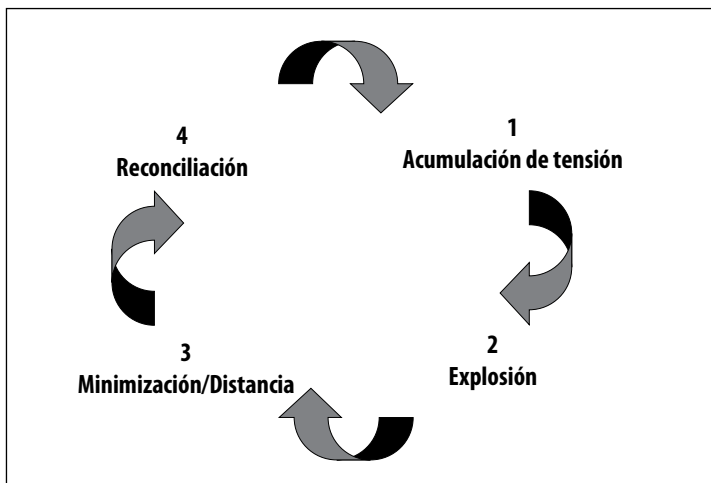 1
Acumulación de tensión
2
Explosión
3
Minimización/Distancia
4
Reconciliación